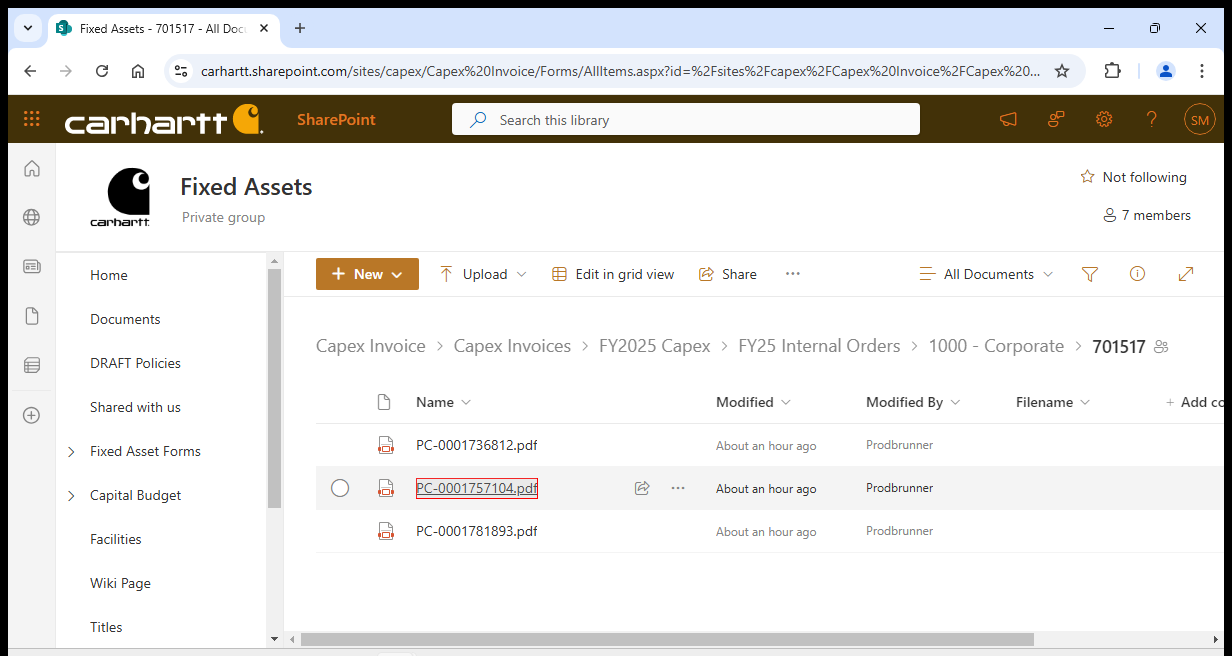 Fixed Assets - 701517 - All Doc
carhartt.sharepoint.com/sites/capex/Capex%20Invoice/Forms/AllItems.aspx?id=%2Fsites%2Fcapex%2FCapex%20Invoice%2FCapex%20...
carhartt SharePoint Search this library SM
carhartt Fixed Assets
Private group
Not following
7 members
Home
Documents
DRAFT Policies
Shared with us
Fixed Asset Forms
Capital Budget
Facilities
Wiki Page
Titles
+ New Upload Edit in grid view Share ... All Documents
Capex Invoice > Capex Invoices > FY2025 Capex > FY25 Internal Orders > 1000 - Corporate > 701517
Name Modified Modified By Filename + Add co
PC-0001736812.pdf About an hour ago Prodbrunner
PC-0001757104.pdf About an hour ago Prodbrunner
PC-0001781893.pdf About an hour ago Prodbrunner